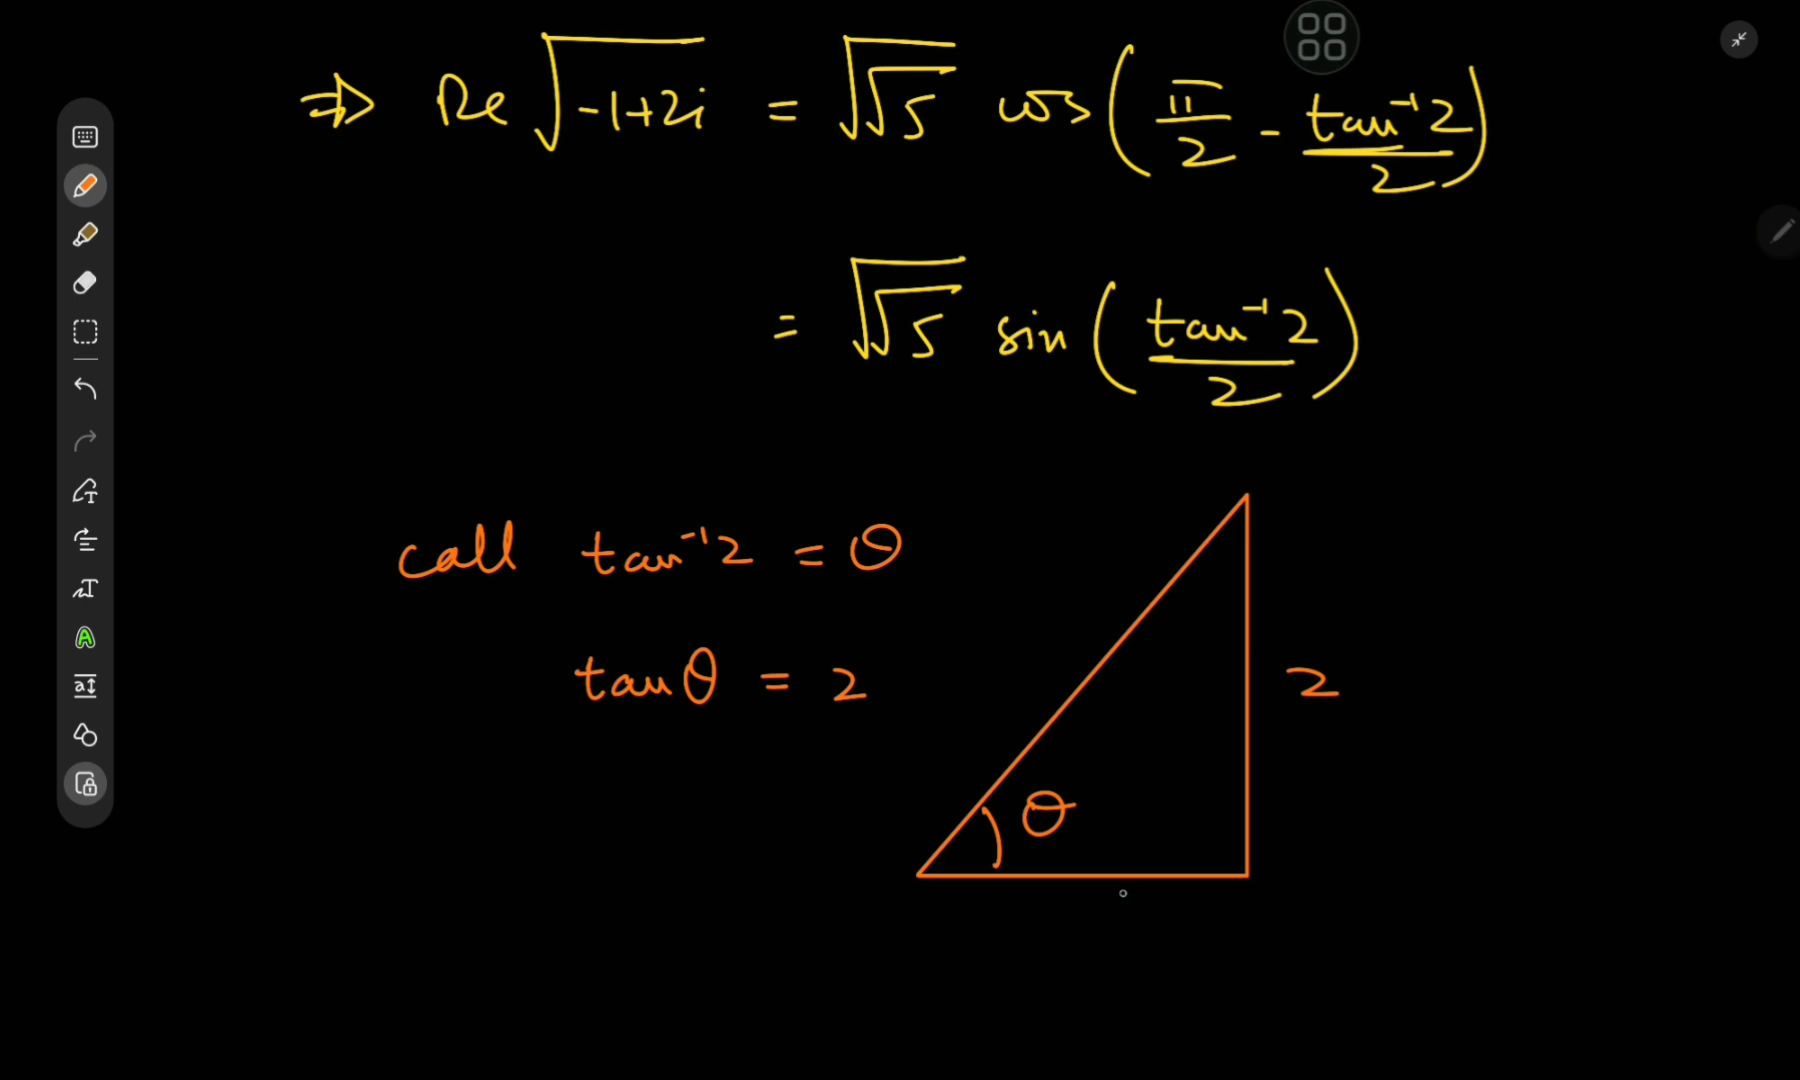 ⇒ Re √(-1+2i) = √(√5) cos(π/2 - tan⁻¹2/2)
= √(√5) sin(tan⁻¹2/2)
call tan⁻¹2 = θ
tanθ = 2
2
θ